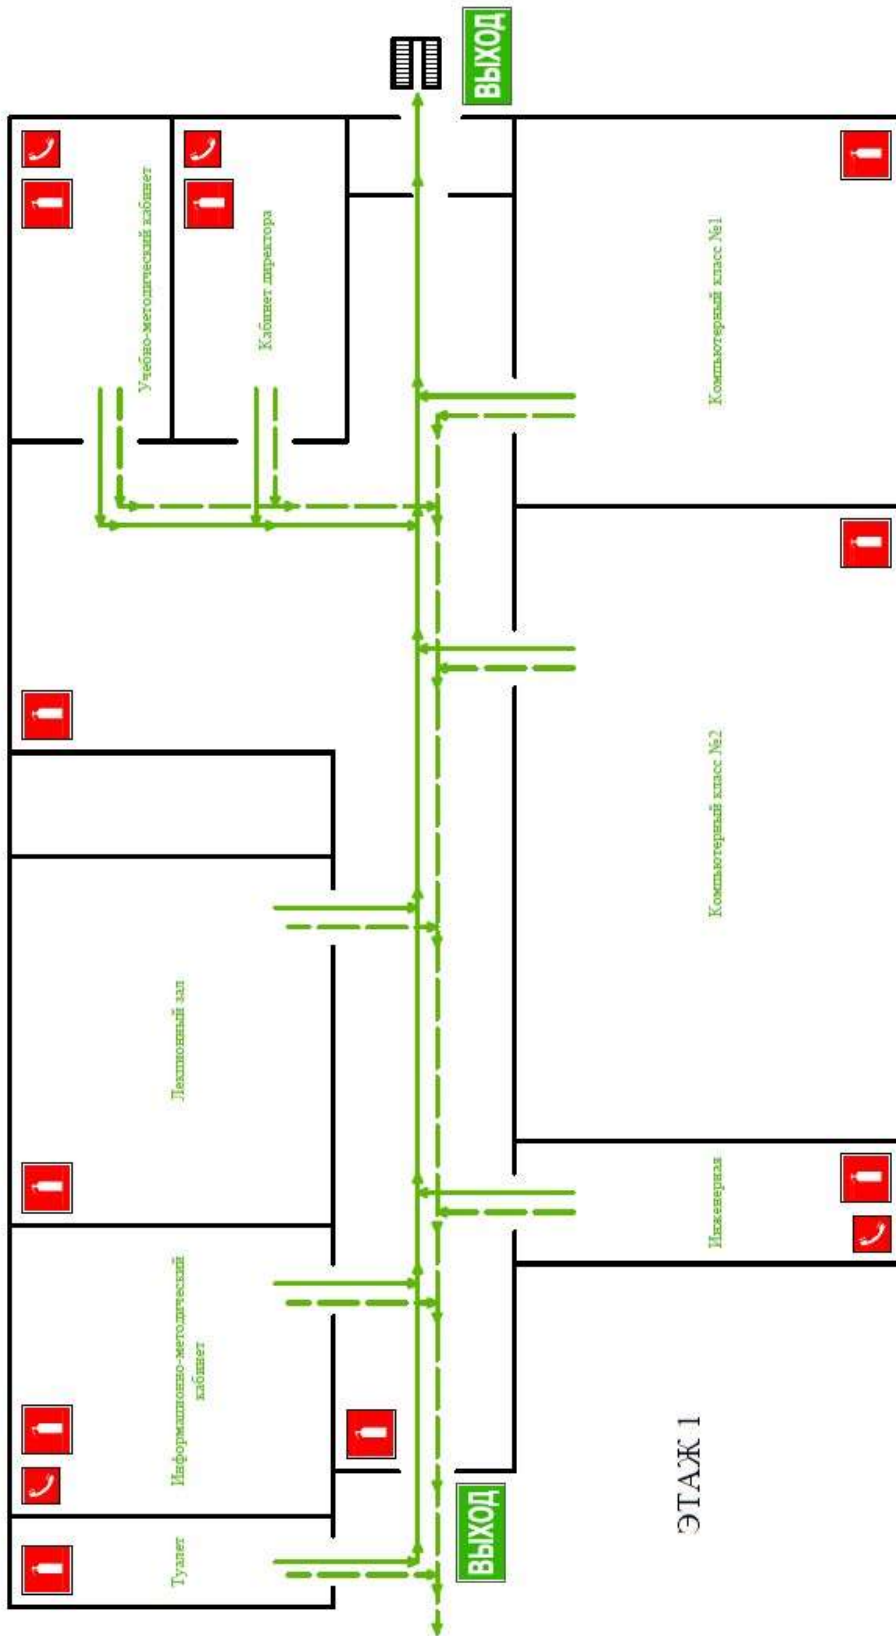 ВЫХОД
Учебно-методический кабинет
Кабинет директора
Компьютерный класс №1
Компьютерный класс №2
Лекционный зал
Инженерная
Информационно-методический
кабинет
Туалет
ВЫХОД
ЭТАЖ 1